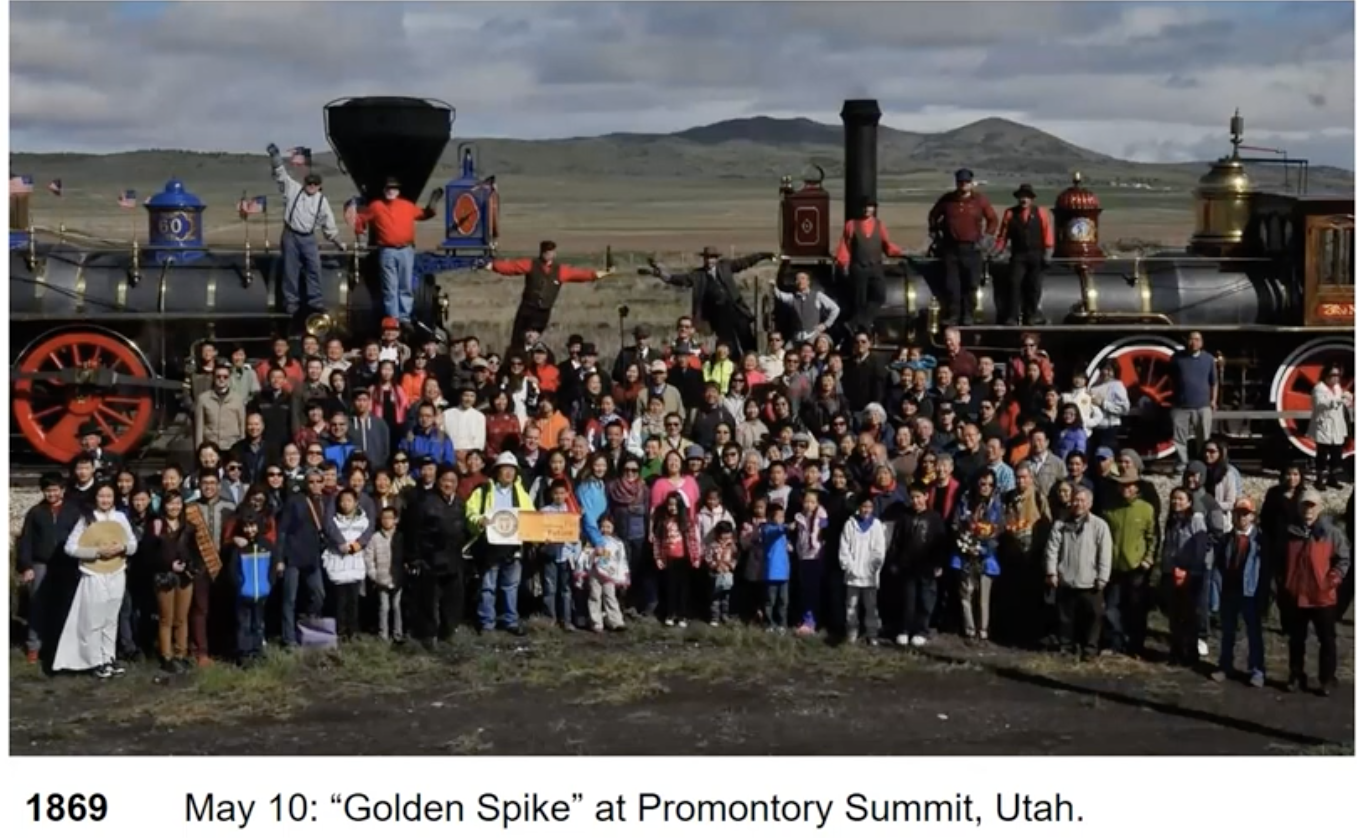 60
1869 May 10: “Golden Spike” at Promontory Summit, Utah.